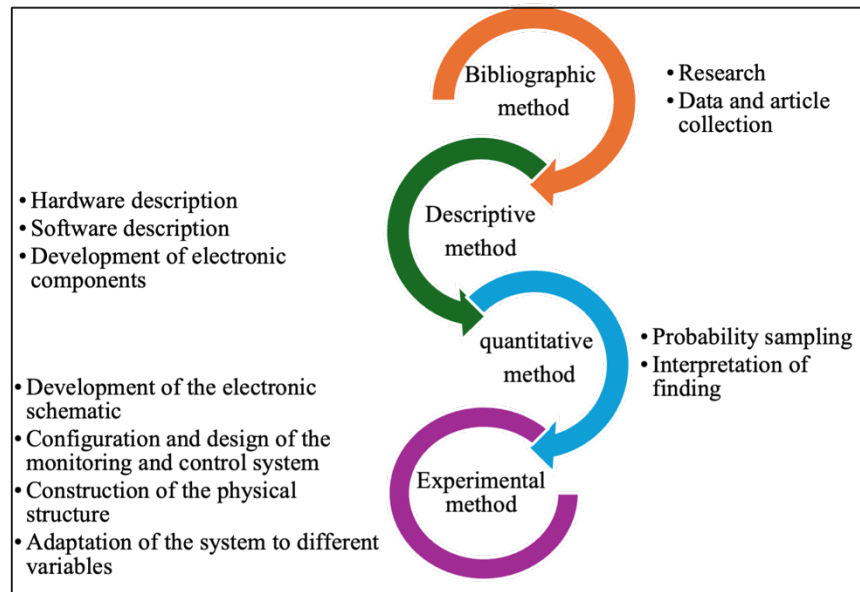 Bibliographic
method
• Research
• Data and article
collection
• Hardware description
• Software description
• Development of electronic
components
Descriptive
method
quantitative
method
• Probability sampling
• Interpretation of
finding
• Development of the electronic
schematic
• Configuration and design of the
monitoring and control system
• Construction of the physical
structure
• Adaptation of the system to different
variables
Experimental
method